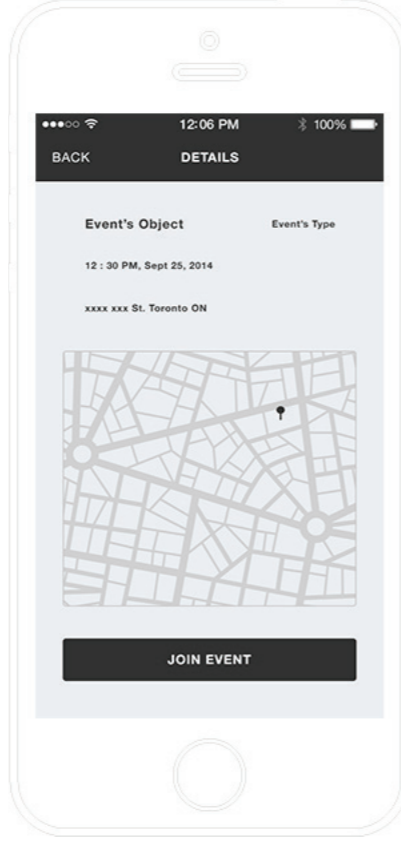 12:06 PM 100%
BACK DETAILS
Event's Object Event's Type
12 : 30 PM, Sept 25, 2014
xxxx xxx St. Toronto ON
JOIN EVENT